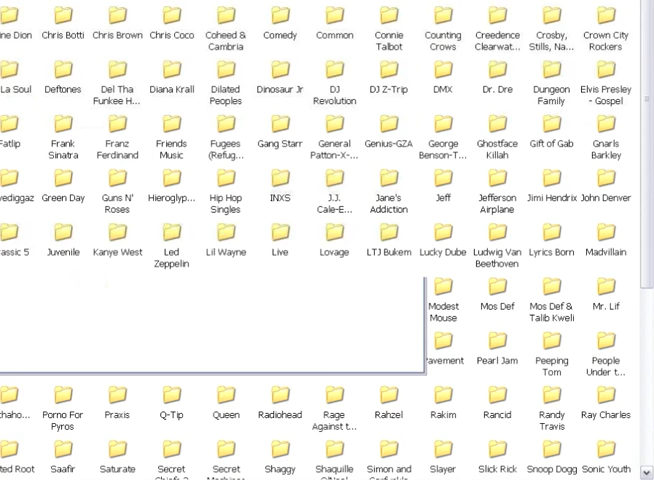 ine Dion Chris Botti Chris Brown Chris Coco Coheed & Comedy Common Connie Counting Creedence Crosby, Crown City
Cambria Talbot Crows Clearwat... Stills, Na... Rockers
La Soul Deftones Del Tha Diana Krall Dilated Dinosaur Jr DJ DJ Z-Trip DMX Dr. Dre Dungeon Elvis Presley
Funkee H... Peoples Revolution Family - Gospel
Fatlip Frank Franz Friends Fugees Gang Starr General Genius-GZA George Ghostface Gift of Gab Gnarls
Sinatra Ferdinand Music (Refug... Patton-X-... Benson-T... Killah Barkley
vediggaz Green Day Guns N' Hieroglyp... Hip Hop INXS J.J. Jane's Jeff Jefferson Jimi Hendrix John Denver
Roses Singles Cale-E... Addiction Airplane
assic 5 Juvenile Kanye West Led Lil Wayne Live Lovage LTJ Bukem Lucky Dube Ludwig Van Lyrics Born Madvillain
Zeppelin Beethoven
Modest Mos Def Mos Def & Mr. Lif
Mouse Talib Kweli
avement Pearl Jam Peeping People
Tom Under t...
haho... Porno For Praxis Q-Tip Queen Radiohead Rage Rahzel Rakim Rancid Randy Ray Charles
Pyros Against t... Travis
ted Root Saafir Saturate Secret Secret Shaggy Shaquille Simon and Slayer Slick Rick Snoop Dogg Sonic Youth